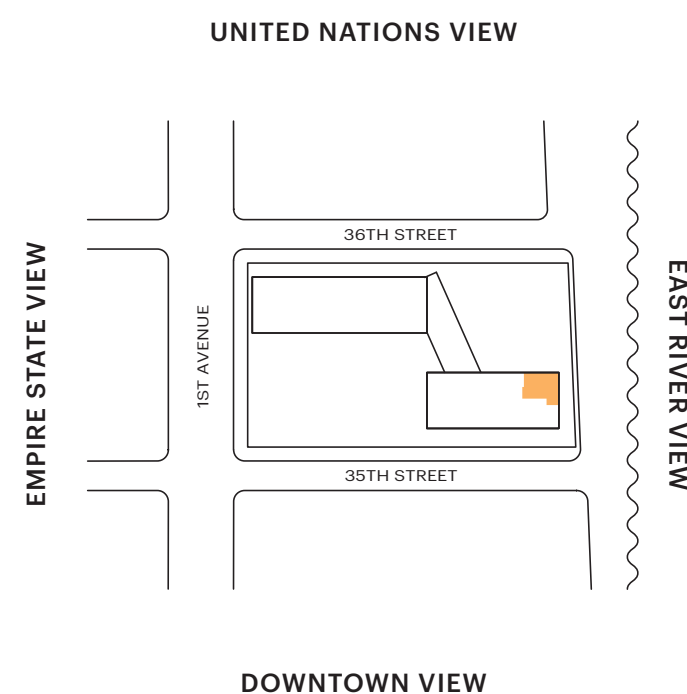 UNITED NATIONS VIEW
36TH STREET
EMPIRE STATE VIEW
1ST AVENUE
EAST RIVER VIEW
35TH STREET
DOWNTOWN VIEW